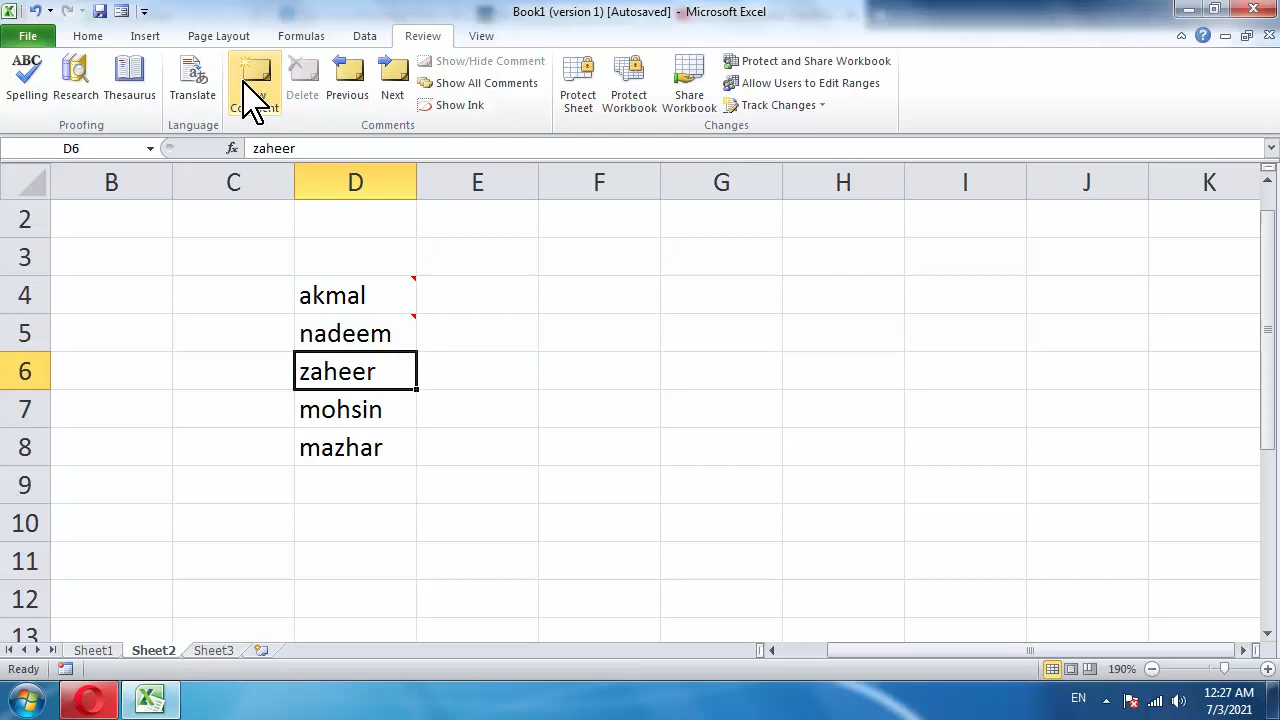 Book1 (version 1) [Autosaved] - Microsoft Excel
File Home Insert Page Layout Formulas Data Review View
ABC
Spelling Research Thesaurus Translate Delete Previous Next
Show/Hide Comment
Show All Comments
Show Ink
Protect Sheet
Protect Workbook
Share Workbook
Protect and Share Workbook
Allow Users to Edit Ranges
Track Changes
Proofing Language Comments Changes
D6 fx zaheer
B C D E F G H I J K
2
3
4 akmal
5 nadeem
6 zaheer
7 mohsin
8 mazhar
9
10
11
12
13
Sheet1 Sheet2 Sheet3
Ready 190%
EN 12:27 AM
7/3/2021